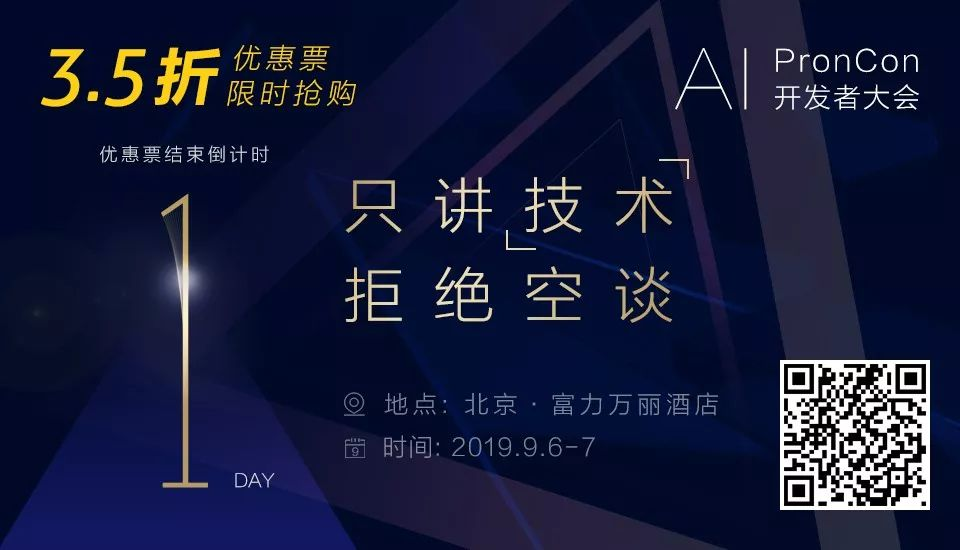 3.5折
优惠票
限时抢购
AI
PronCon
开发者大会
优惠票结束倒计时
1
DAY
只讲技术
拒绝空谈
地点: 北京·富力万丽酒店
9
时间: 2019.9.6-7